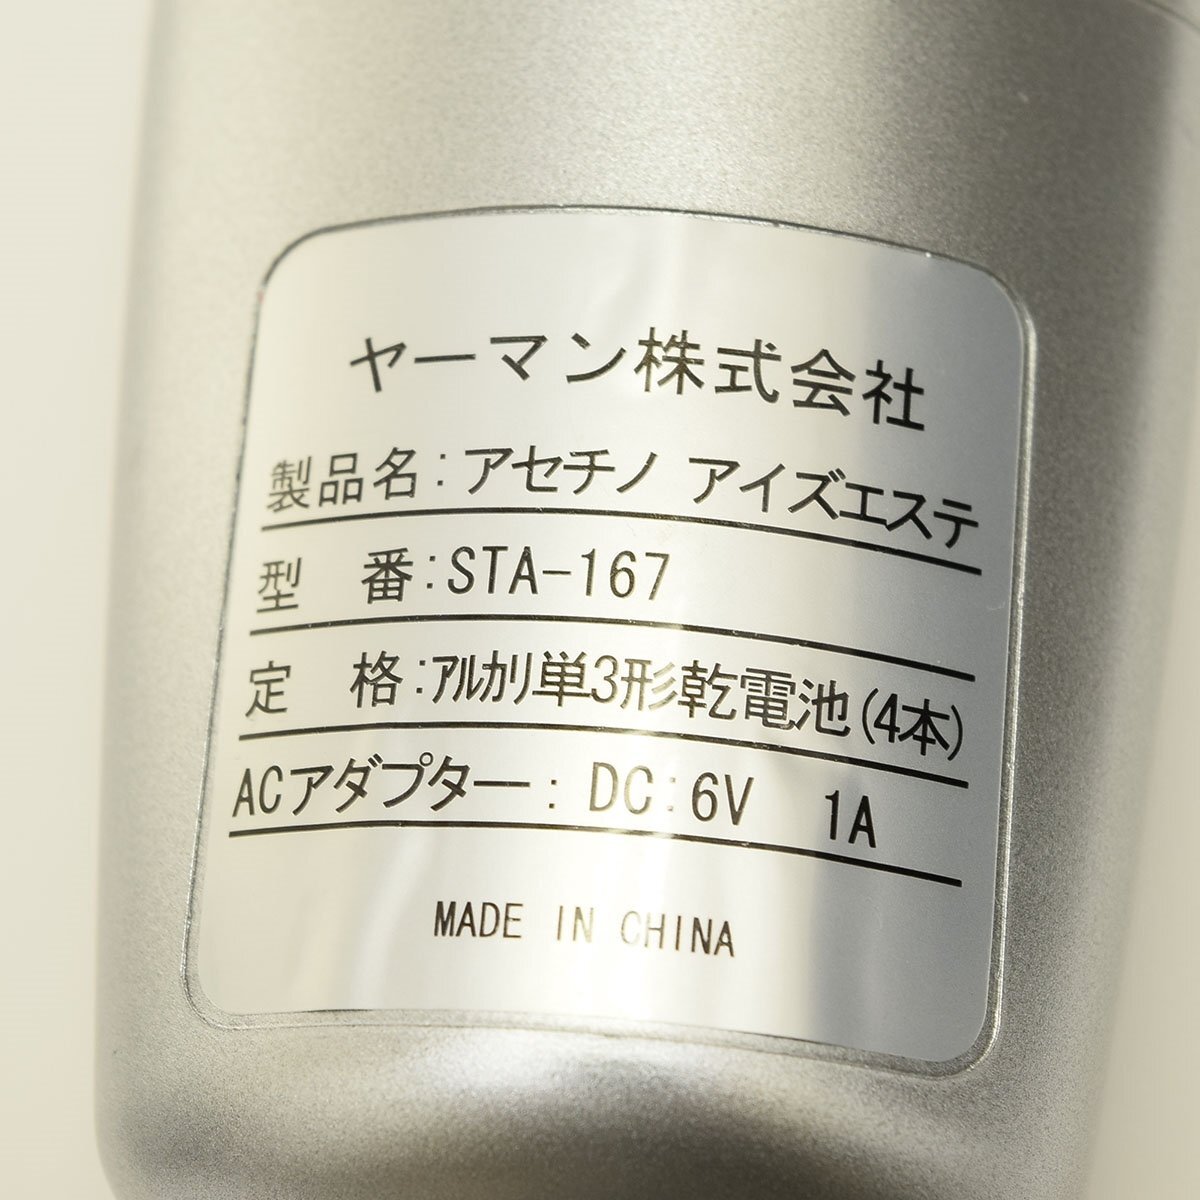 ヤーマン株式会社
製品名:アセチノ アイズエステ
型　番:STA-167
定　格:ｱﾙｶﾘ単3形乾電池(4本)
ACアダプター: DC:6V　1A
MADE IN CHINA